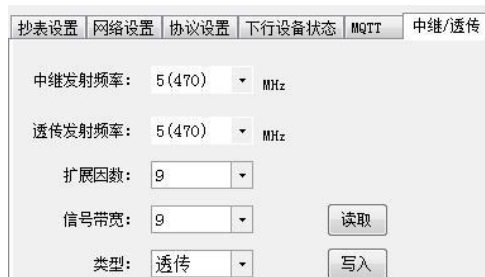 抄表设置 网络设置 协议设置 下行设备状态 MQTT 中继/透传
中继发射频率: 5(470) MHz
透传发射频率: 5(470) MHz
扩展因数: 9
信号带宽: 9 读取
类型: 透传 写入